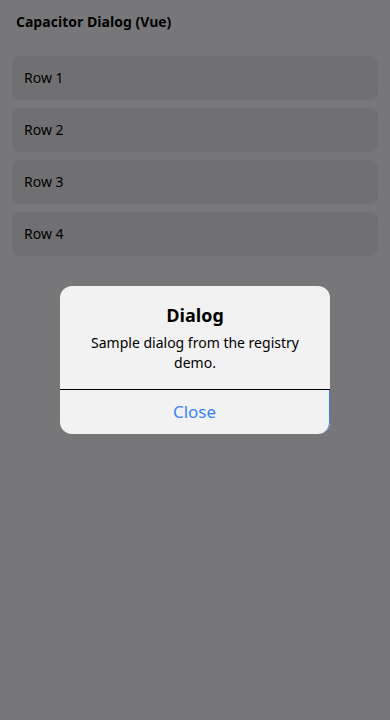 Capacitor Dialog (Vue)
Row 1
Row 2
Row 3
Row 4
Dialog
Sample dialog from the registry
demo.
Close